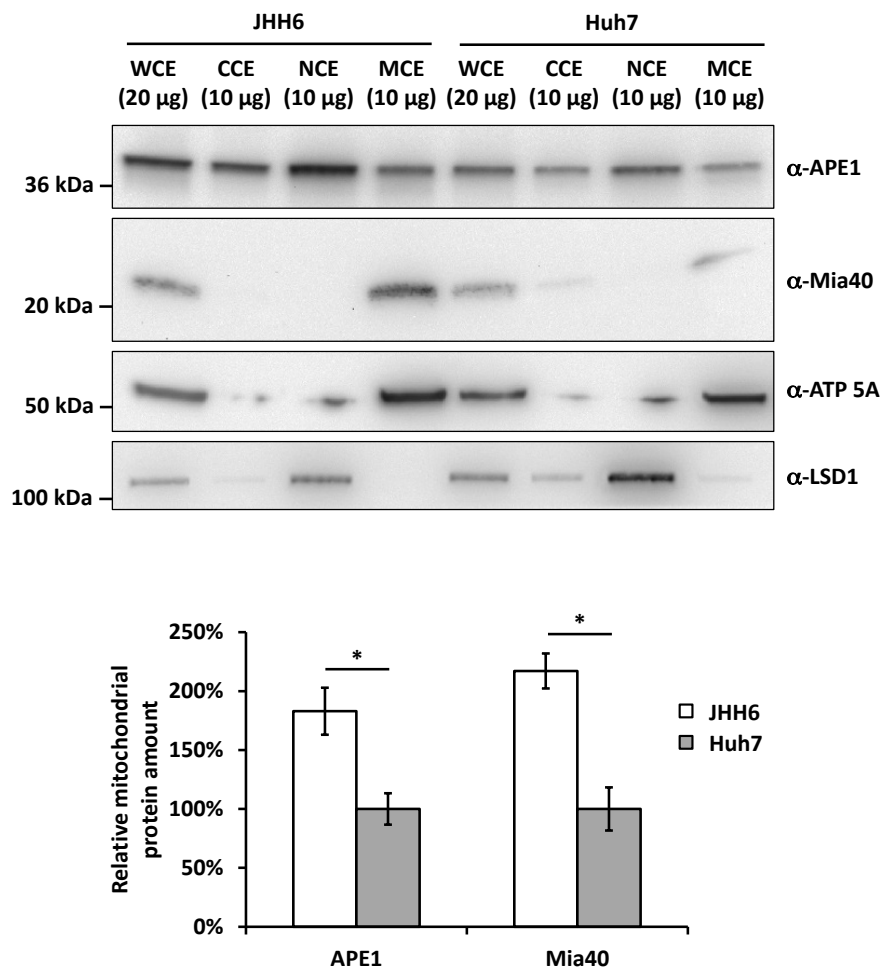 JHH6 Huh7
WCE CCE NCE MCE WCE CCE NCE MCE
(20 µg) (10 µg) (10 µg) (10 µg) (20 µg) (10 µg) (10 µg) (10 µg)
36 kDa
α-APE1
20 kDa
α-Mia40
50 kDa
α-ATP 5A
100 kDa
α-LSD1
Relative mitochondrial
protein amount
250%
200%
150%
100%
50%
0%
* *
JHH6
Huh7
APE1 Mia40